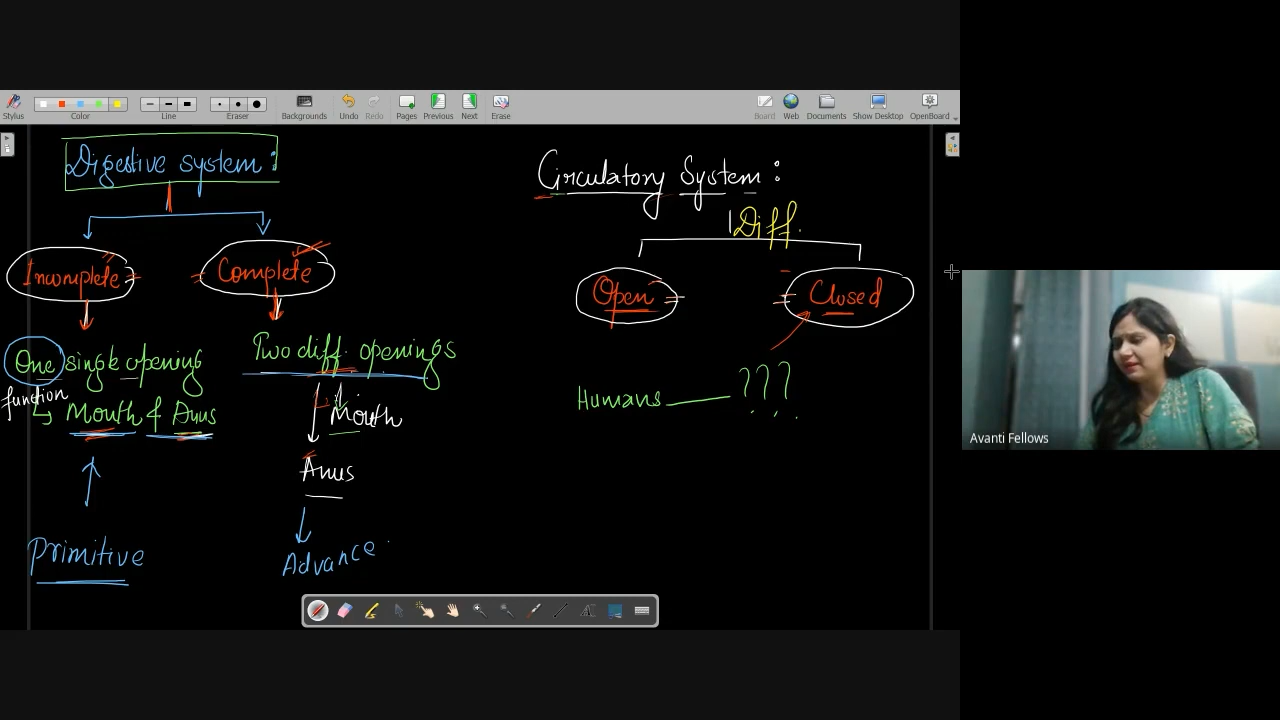 Stylus
Color
Line
Eraser
Backgrounds
Undo
Redo
Pages
Previous
Next
Erase
Board
Web
Documents
Show Desktop
OpenBoard
Digestive system :
Incomplete
Complete
One single opening
function
Mouth & Anus
Primitive
Two diff. openings
Mouth
Anus
Advance
Circulatory System :
Diff.
Open
Closed
Humans ???
Avanti Fellows